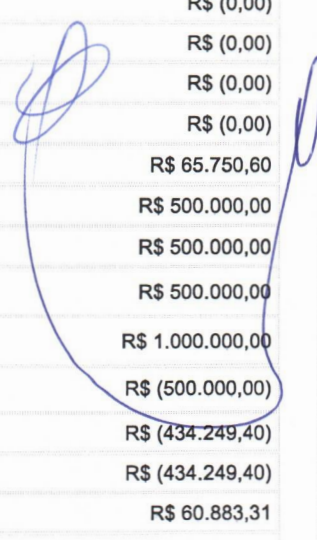 R$ (0,00)
R$ (0,00)
R$ (0,00)
R$ (0,00)
R$ 65.750,60
R$ 500.000,00
R$ 500.000,00
R$ 500.000,00
R$ 1.000.000,00
R$ (500.000,00)
R$ (434.249,40)
R$ (434.249,40)
R$ 60.883,31